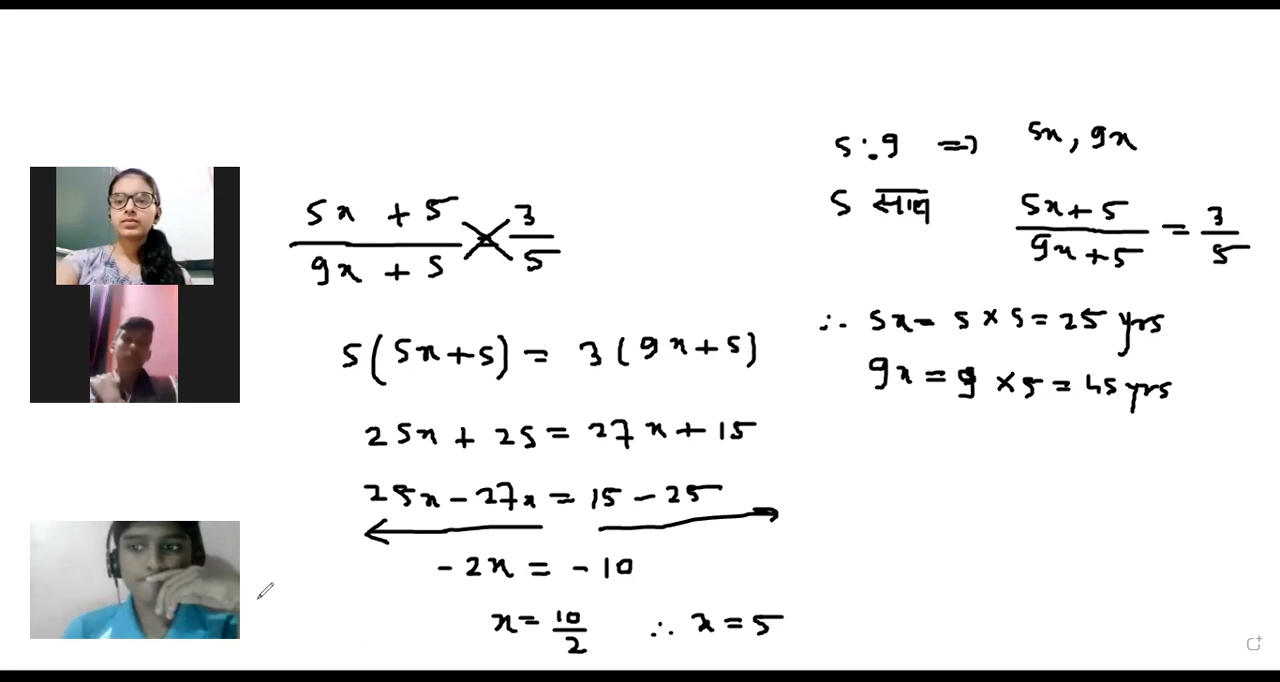 5x + 5 / 9x + 5 3 / 5
5(5x+5) = 3(9x+5)
25x + 25 = 27x + 15
25x - 27x = 15 - 25
- 2x = - 10
x = 10/2 ∴ x = 5
5:9 => 5x, 9x
5 साल 5x+5 / 9x+5 = 3/5
∴ 5x = 5 × 5 = 25 yrs
9x = 9 × 5 = 45 yrs